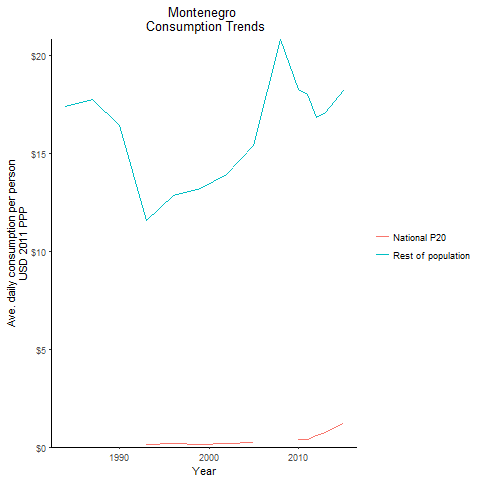 Montenegro
Consumption Trends
$20
$15
$10
$5
$0
Ave. daily consumption per person
USD 2011 PPP
1990
2000
2010
Year
National P20
Rest of population